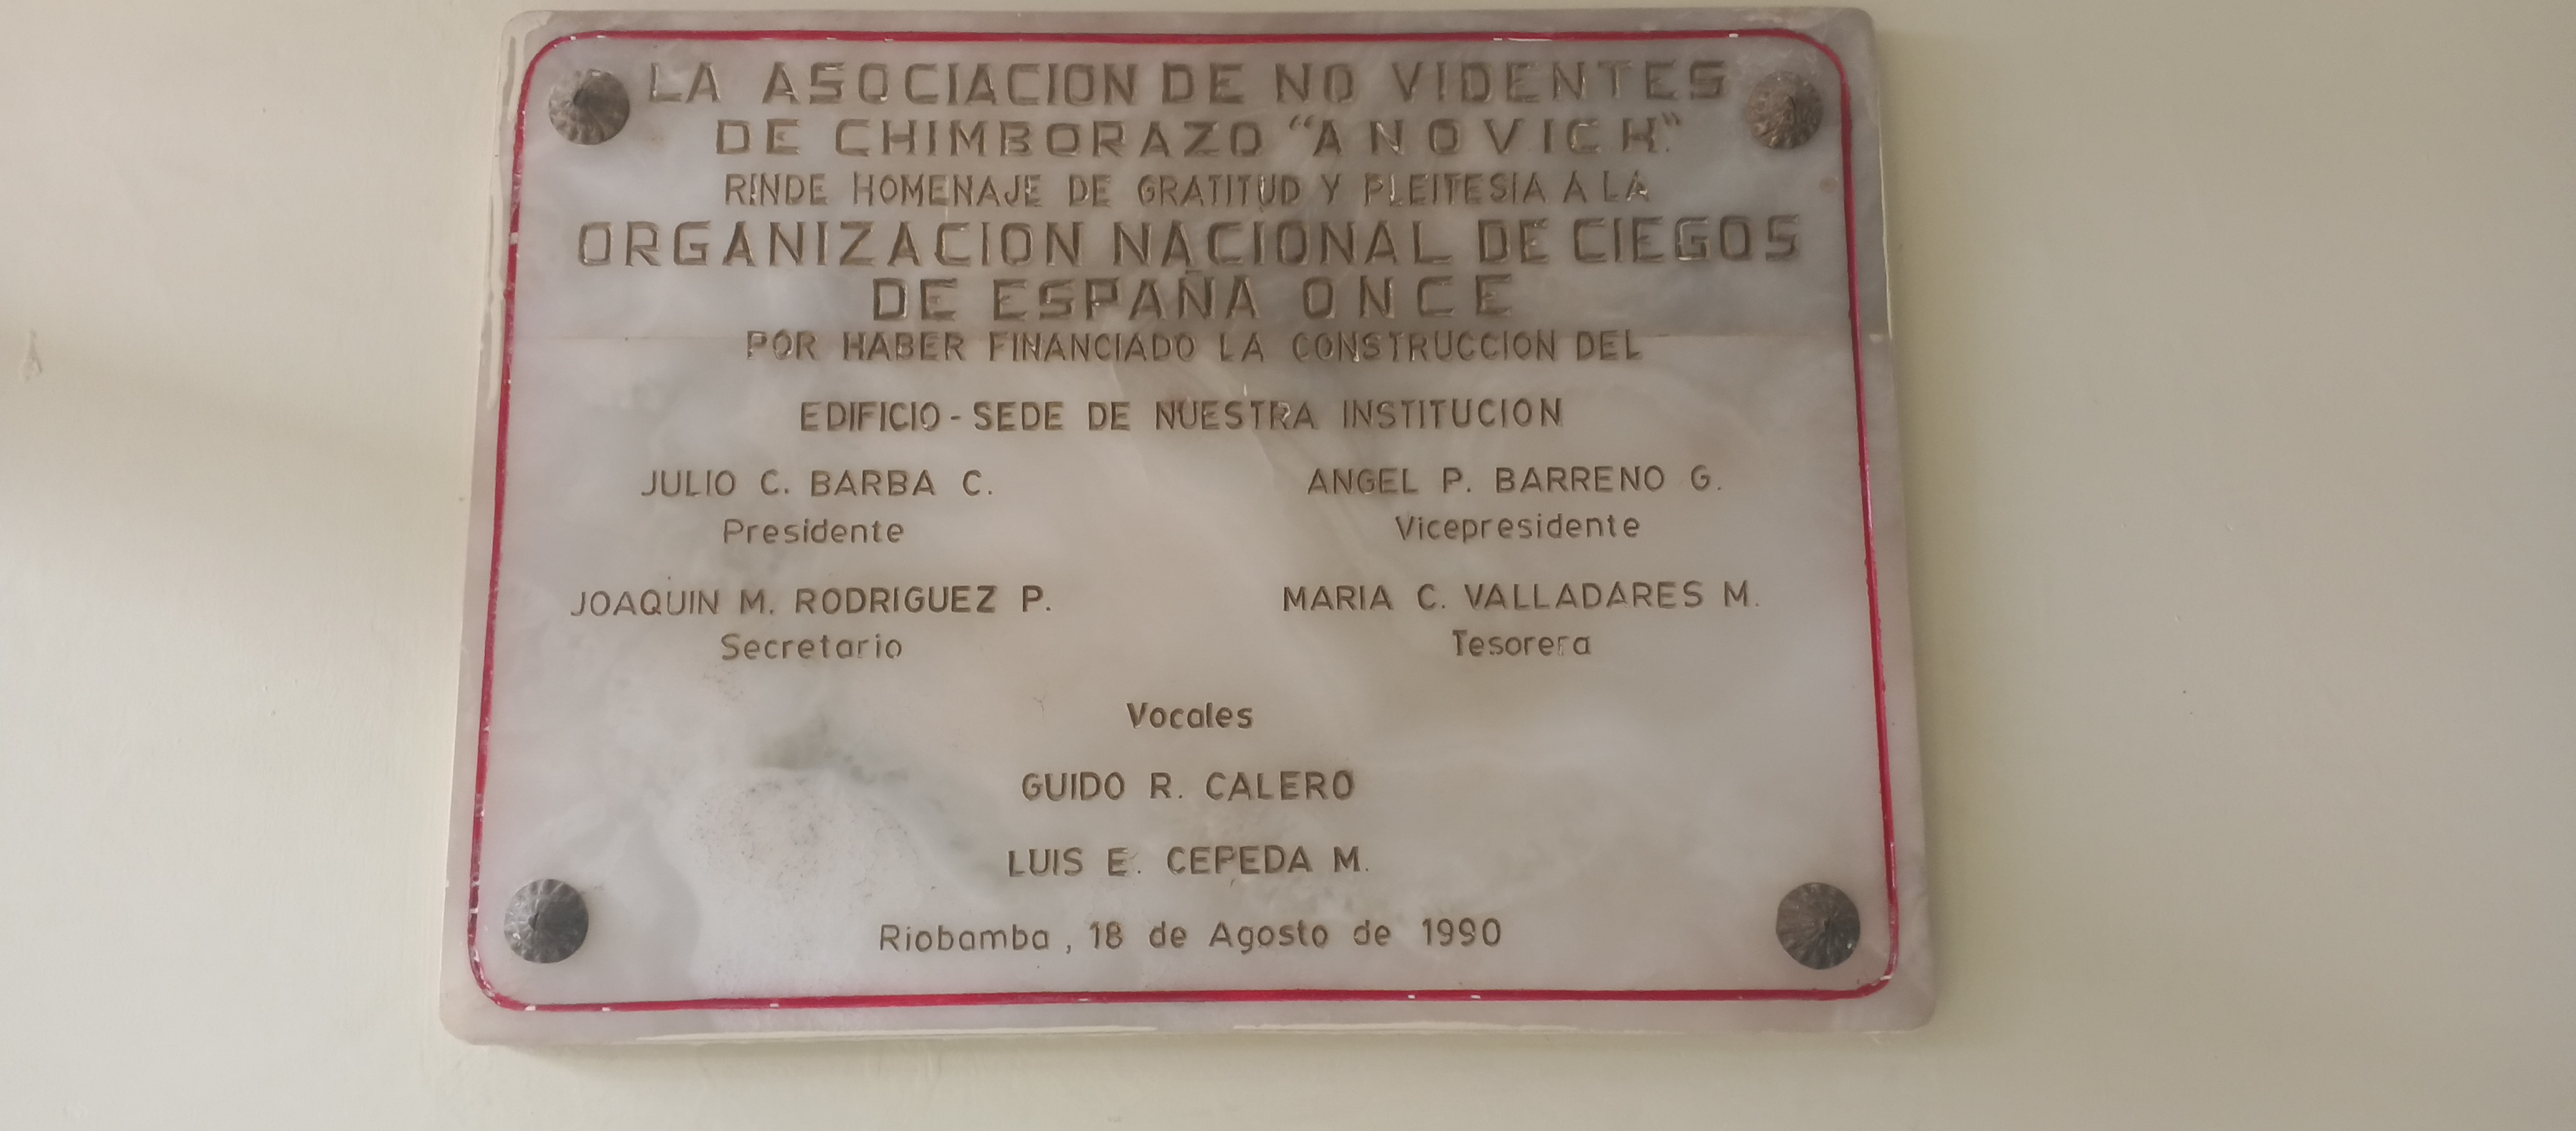 LA ASOCIACION DE NO VIDENTES
DE CHIMBORAZO “ANOVICH”.
RINDE HOMENAJE DE GRATITUD Y PLEITESIA A LA
ORGANIZACION NACIONAL DE CIEGOS
DE ESPAÑA ONCE
POR HABER FINANCIADO LA CONSTRUCCION DEL
EDIFICIO - SEDE DE NUESTRA INSTITUCION
JULIO C. BARBA C.
Presidente
ANGEL P. BARRENO G.
Vicepresidente
JOAQUIN M. RODRIGUEZ P.
Secretario
MARIA C. VALLADARES M.
Tesorera
Vocales
GUIDO R. CALERO
LUIS E. CEPEDA M.
Riobamba, 18 de Agosto de 1990